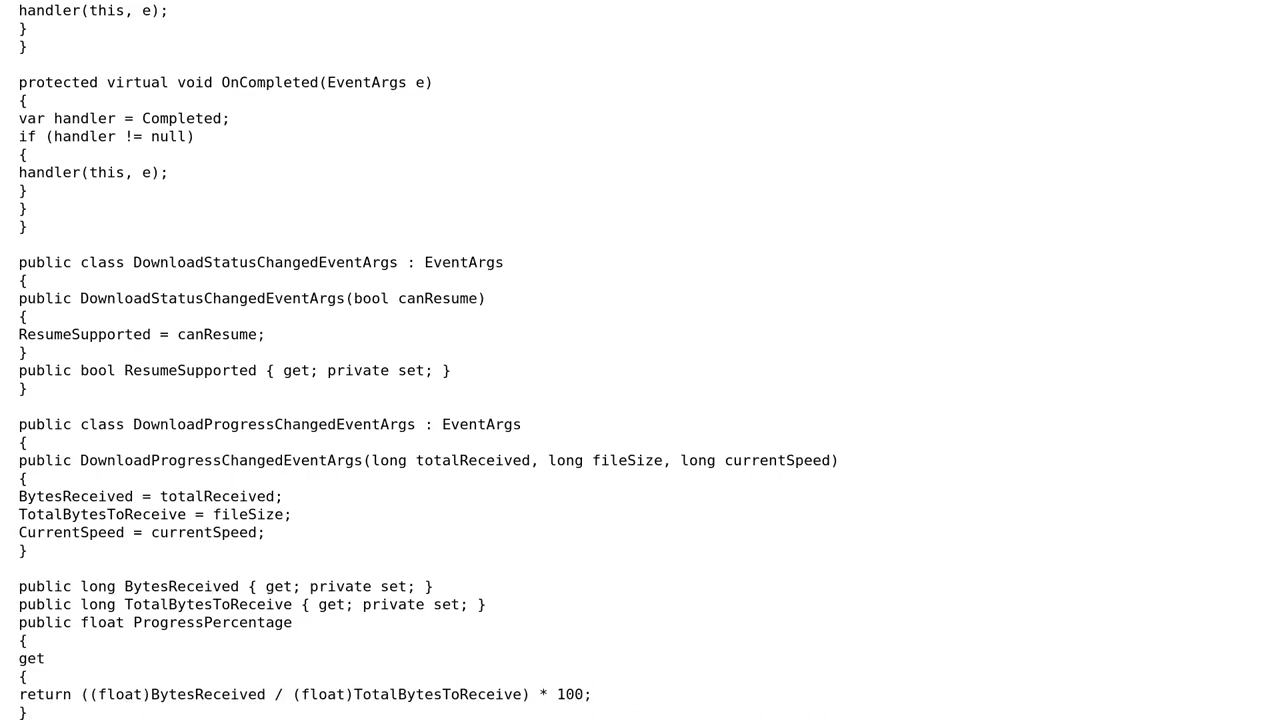 handler(this, e);
}
}

protected virtual void OnCompleted(EventArgs e)
{
var handler = Completed;
if (handler != null)
{
handler(this, e);
}
}
}

public class DownloadStatusChangedEventArgs : EventArgs
{
public DownloadStatusChangedEventArgs(bool canResume)
{
ResumeSupported = canResume;
}
public bool ResumeSupported { get; private set; }
}

public class DownloadProgressChangedEventArgs : EventArgs
{
public DownloadProgressChangedEventArgs(long totalReceived, long fileSize, long currentSpeed)
{
BytesReceived = totalReceived;
TotalBytesToReceive = fileSize;
CurrentSpeed = currentSpeed;
}

public long BytesReceived { get; private set; }
public long TotalBytesToReceive { get; private set; }
public float ProgressPercentage
{
get
{
return ((float)BytesReceived / (float)TotalBytesToReceive) * 100;
}